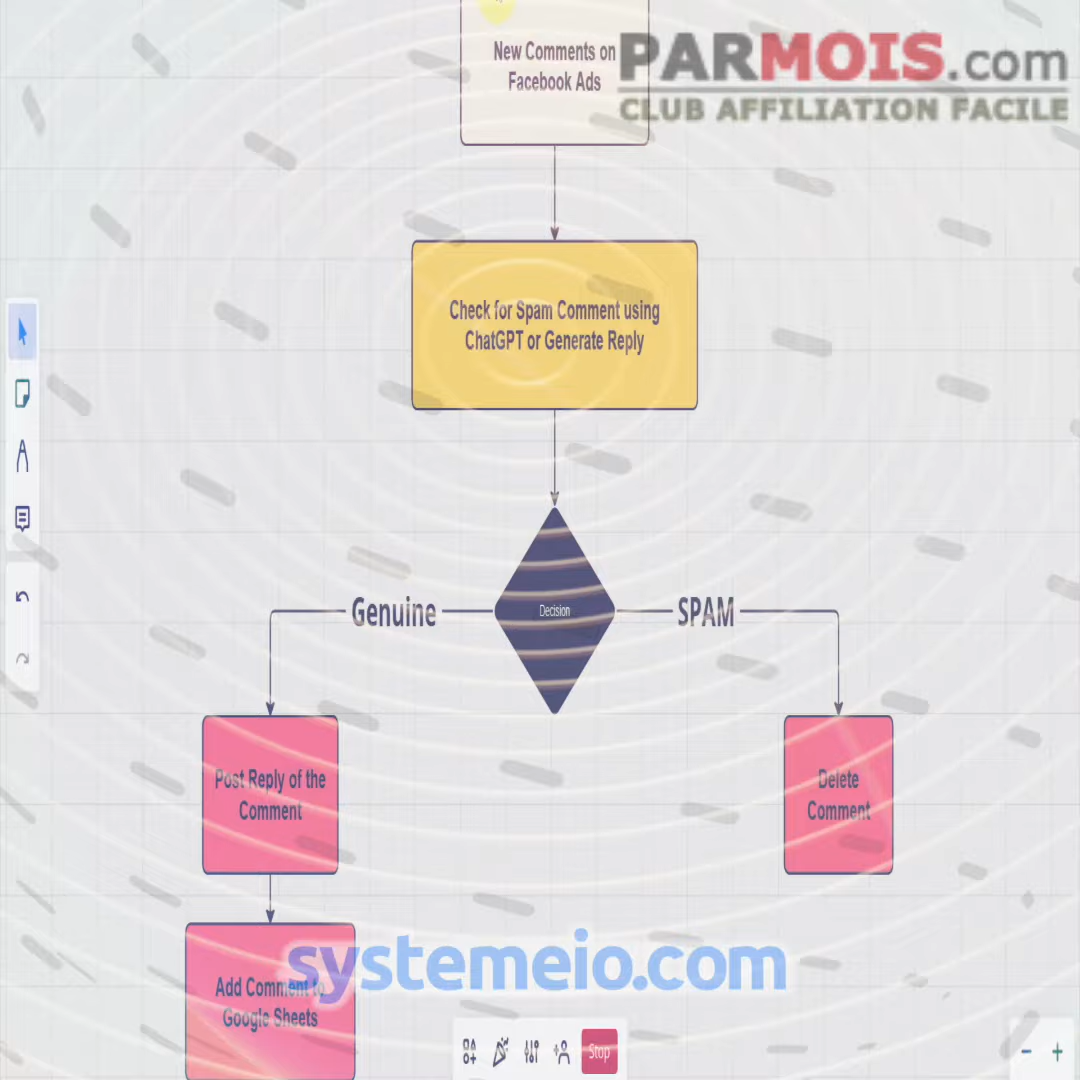 New Comments on
Facebook Ads
PARMOIS.com
CLUB AFFILIATION FACILE
Check for Spam Comment using
ChatGPT or Generate Reply
Decision
Genuine
SPAM
Post Reply of the
Comment
Delete
Comment
Add Comment to
Google Sheets
systemeio.com
Stop